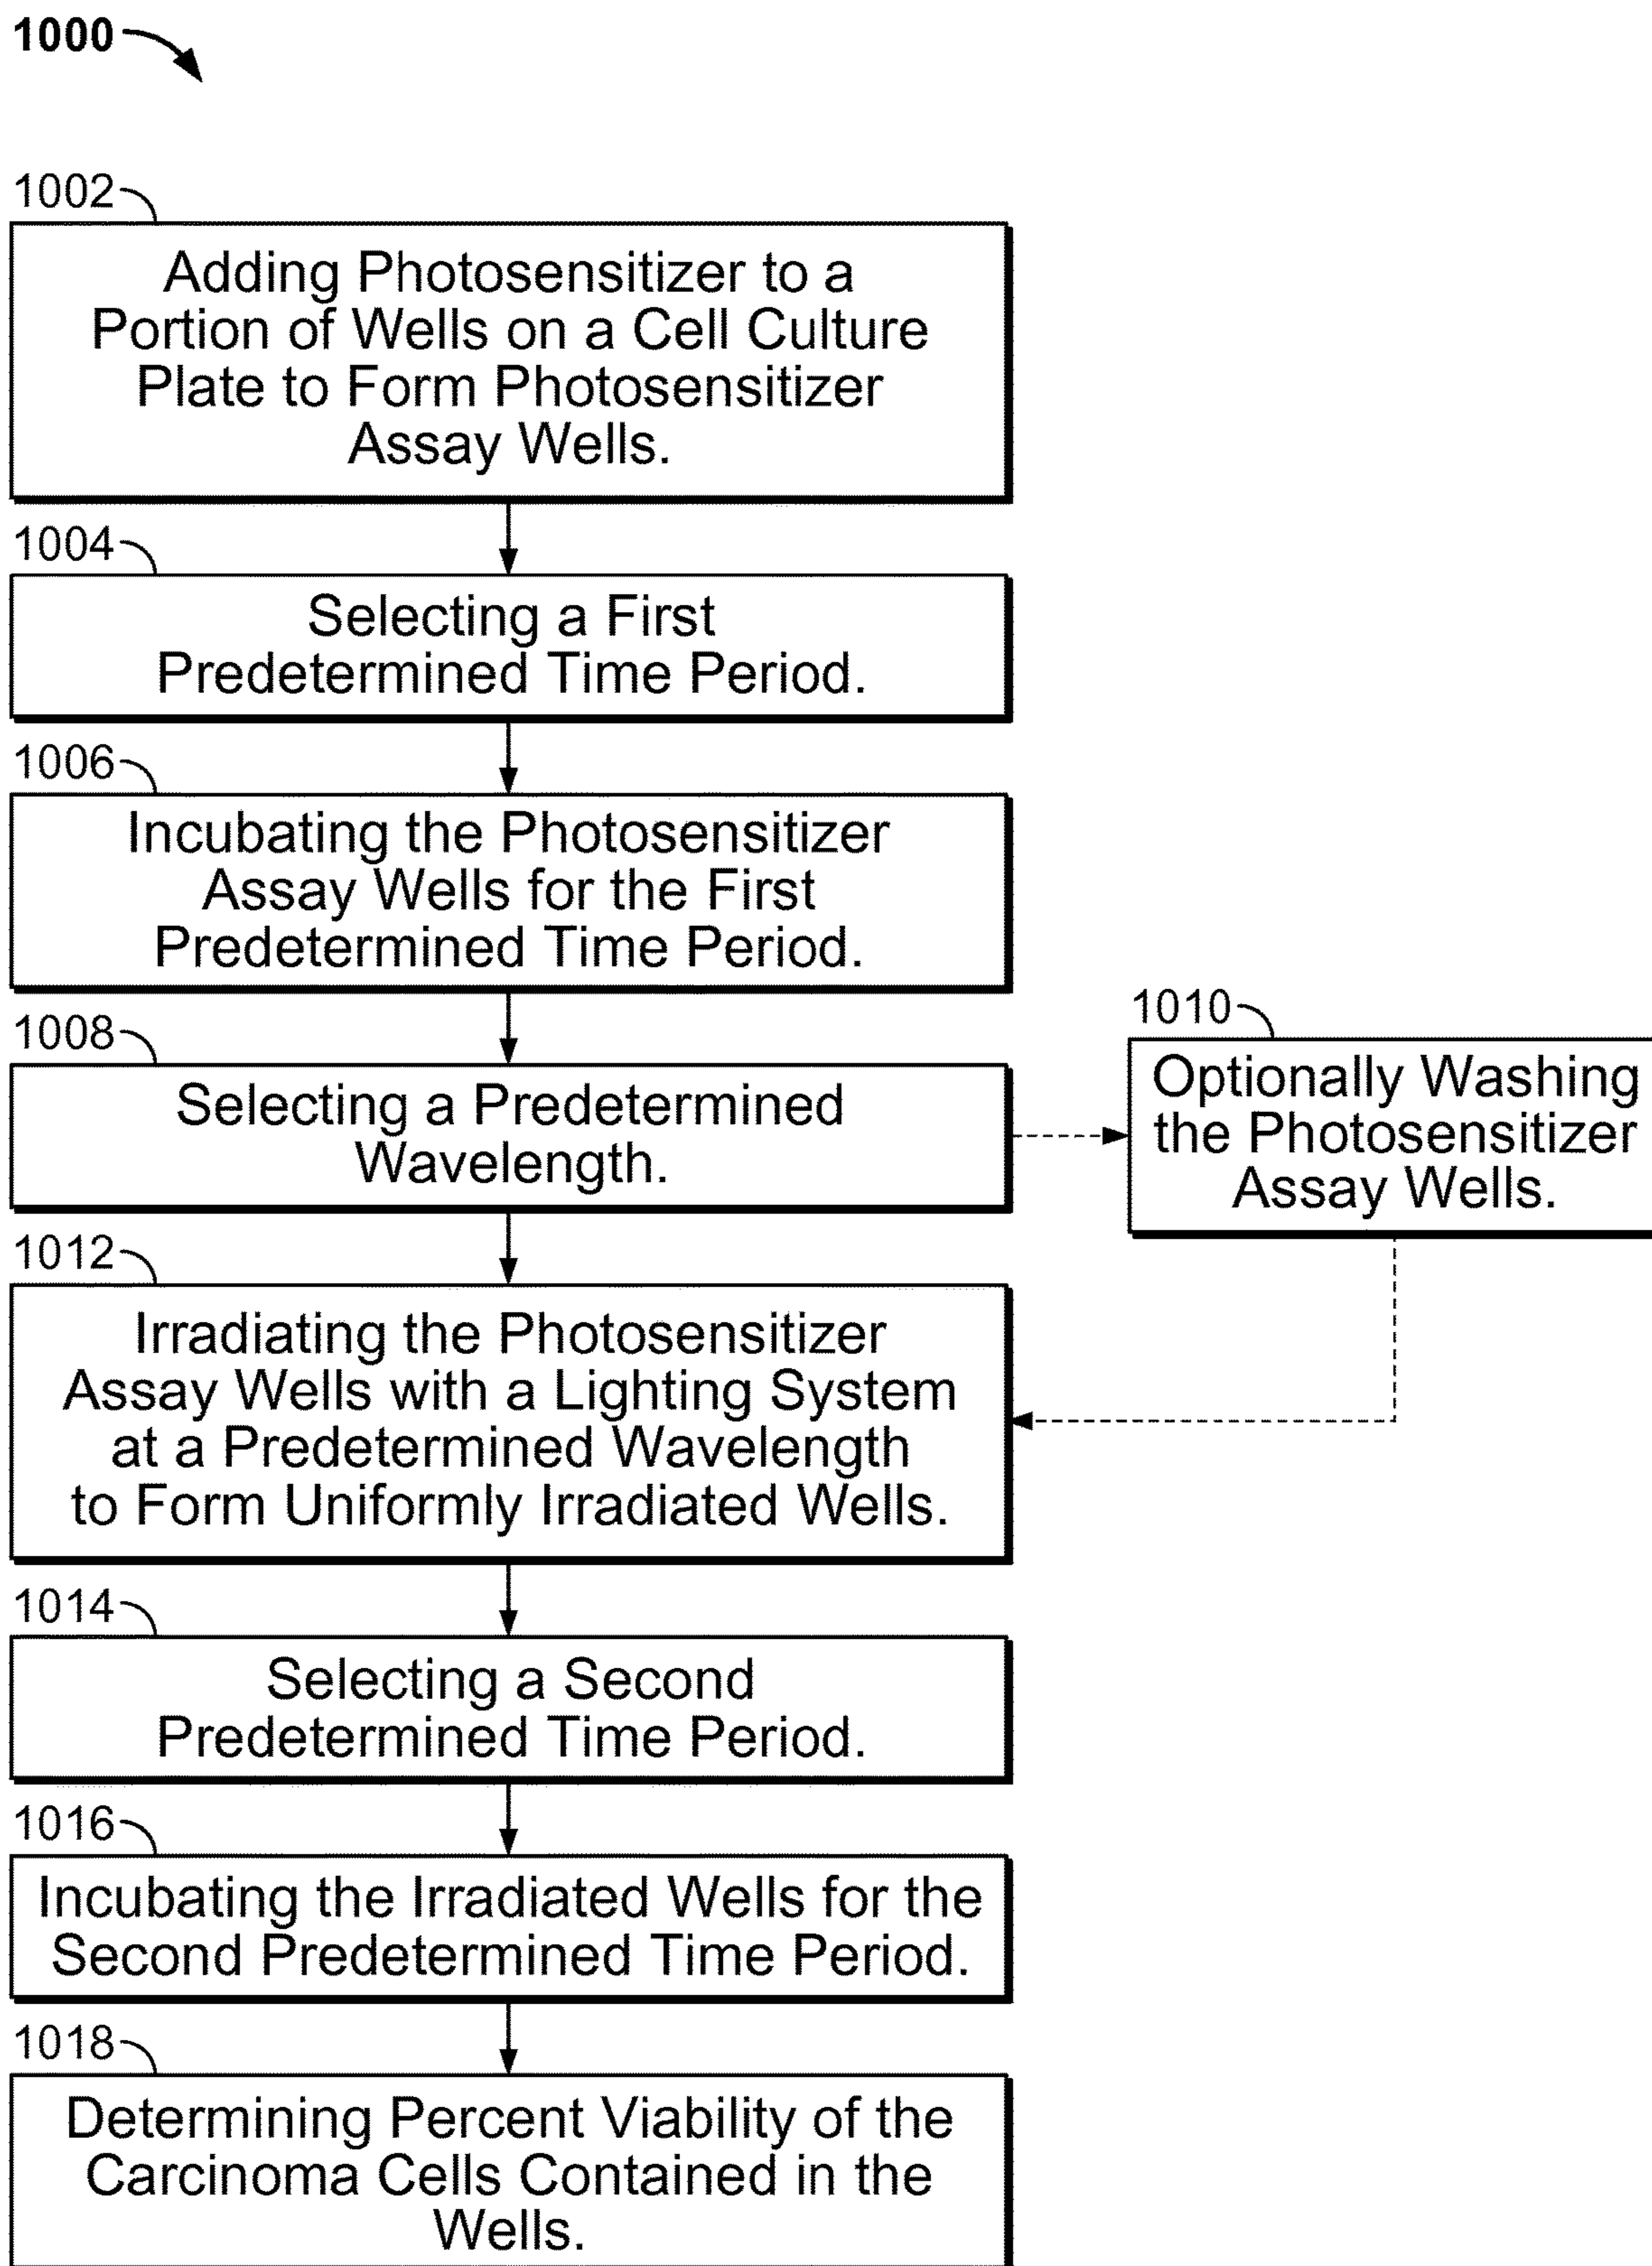 1000
1002
Adding Photosensitizer to a
Portion of Wells on a Cell Culture
Plate to Form Photosensitizer
Assay Wells.
1004
Selecting a First
Predetermined Time Period.
1006
Incubating the Photosensitizer
Assay Wells for the First
Predetermined Time Period.
1008
Selecting a Predetermined
Wavelength.
1010
Optionally Washing
the Photosensitizer
Assay Wells.
1012
Irradiating the Photosensitizer
Assay Wells with a Lighting System
at a Predetermined Wavelength
to Form Uniformly Irradiated Wells.
1014
Selecting a Second
Predetermined Time Period.
1016
Incubating the Irradiated Wells for the
Second Predetermined Time Period.
1018
Determining Percent Viability of the
Carcinoma Cells Contained in the
Wells.